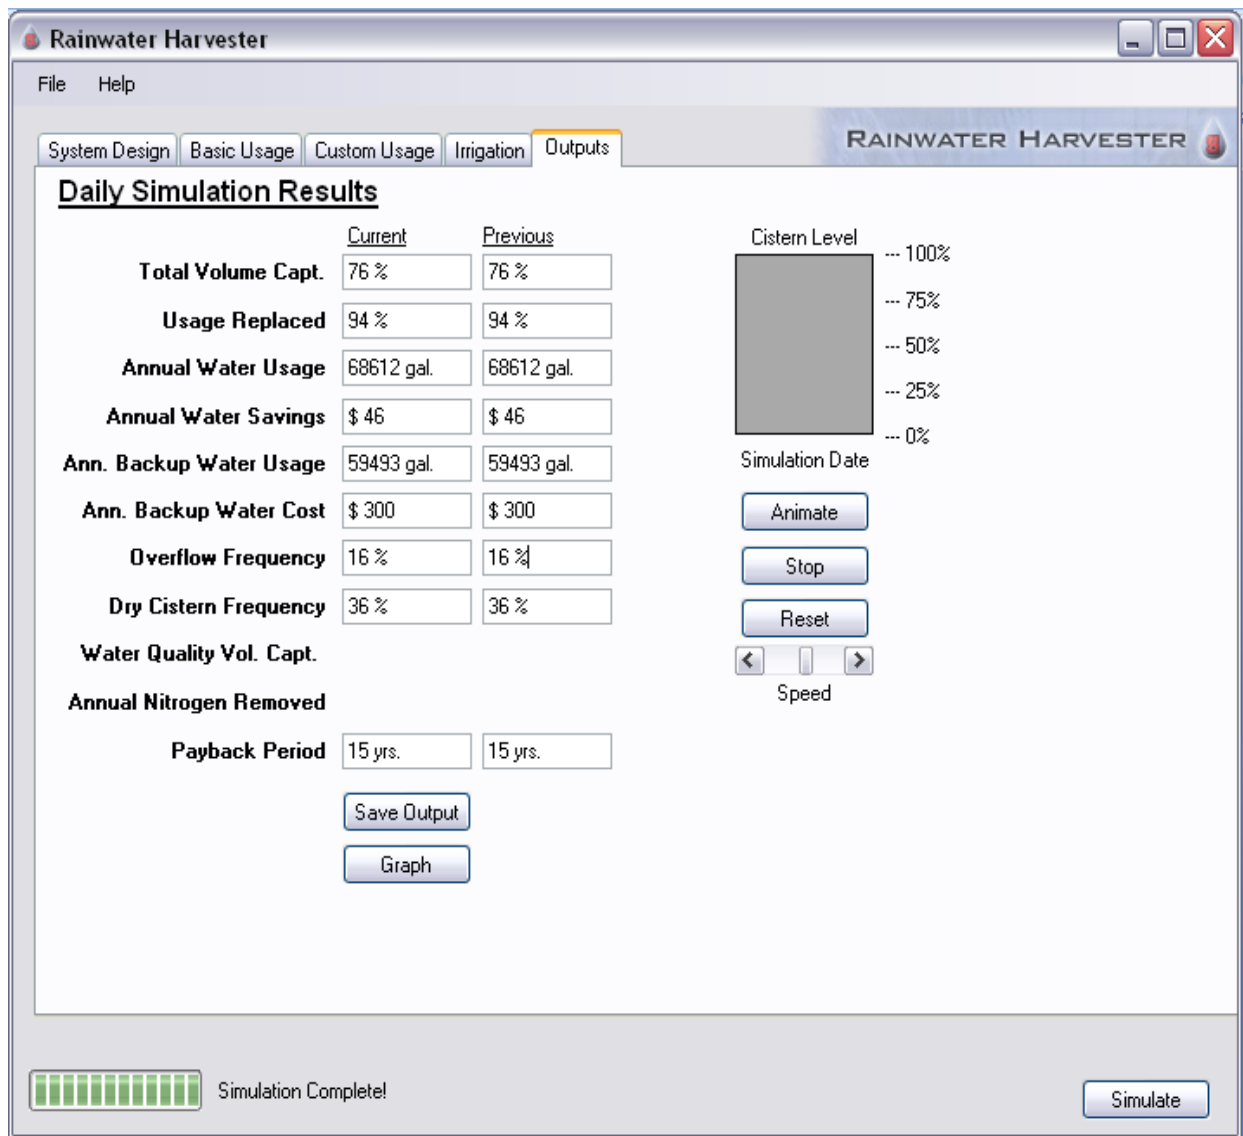 Rainwater Harvester
File Help
RAINWATER HARVESTER
System Design Basic Usage Custom Usage Irrigation Outputs
Daily Simulation Results
Current Previous
Total Volume Capt. 76 % 76 %
Usage Replaced 94 % 94 %
Annual Water Usage 68612 gal. 68612 gal.
Annual Water Savings $ 46 $ 46
Ann. Backup Water Usage 59493 gal. 59493 gal.
Ann. Backup Water Cost $ 300 $ 300
Overflow Frequency 16 % 16 %
Dry Cistern Frequency 36 % 36 %
Water Quality Vol. Capt.
Annual Nitrogen Removed
Payback Period 15 yrs. 15 yrs.
Save Output
Graph
Cistern Level
--- 100%
--- 75%
--- 50%
--- 25%
--- 0%
Simulation Date
Animate
Stop
Reset
Speed
Simulation Complete!
Simulate